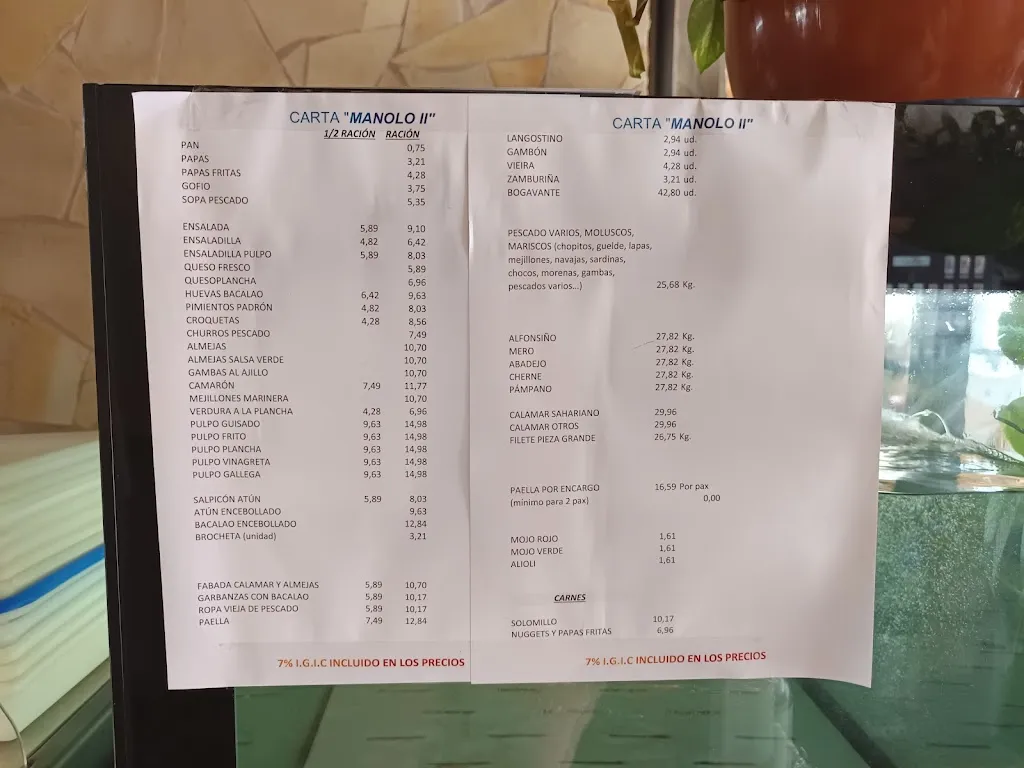 CARTA "MANOLO II"
1/2 RACIÓN RACIÓN
PAN 0,75
PAPAS 3,21
PAPAS FRITAS 4,28
GOFIO 3,75
SOPA PESCADO 5,35
ENSALADA 5,89 9,10
ENSALADILLA 4,82 6,42
ENSALADILLA PULPO 5,89 8,03
QUESO FRESCO 5,89
QUESOPLANCHA 6,96
HUEVAS BACALAO 6,42 9,63
PIMIENTOS PADRÓN 4,82 8,03
CROQUETAS 4,28 8,56
CHURROS PESCADO 7,49
ALMEJAS 10,70
ALMEJAS SALSA VERDE 10,70
GAMBAS AL AJILLO 10,70
CAMARÓN 7,49 11,77
MEJILLONES MARINERA 10,70
VERDURA A LA PLANCHA 4,28 6,96
PULPO GUISADO 9,63 14,98
PULPO FRITO 9,63 14,98
PULPO PLANCHA 9,63 14,98
PULPO VINAGRETA 9,63 14,98
PULPO GALLEGA 9,63 14,98
SALPICÓN ATÚN 5,89 8,03
ATÚN ENCEBOLLADO 9,63
BACALAO ENCEBOLLADO 12,84
BROCHETA (unidad) 3,21
FABADA CALAMAR Y ALMEJAS 5,89 10,70
GARBANZAS CON BACALAO 5,89 10,17
ROPA VIEJA DE PESCADO 5,89 10,17
PAELLA 7,49 12,84
7% I.G.I.C INCLUIDO EN LOS PRECIOS
CARTA "MANOLO II"
LANGOSTINO 2,94 ud.
GAMBÓN 2,94 ud.
VIEIRA 4,28 ud.
ZAMBURIÑA 3,21 ud.
BOGAVANTE 42,80 ud.
PESCADO VARIOS, MOLUSCOS,
MARISCOS (chopitos, guelde, lapas,
mejillones, navajas, sardinas,
chocos, morenas, gambas,
pescados varios...) 25,68 Kg.
ALFONSIÑO 27,82 Kg.
MERO 27,82 Kg.
ABADEJO 27,82 Kg.
CHERNE 27,82 Kg.
PÁMPANO 27,82 Kg.
CALAMAR SAHARIANO 29,96
CALAMAR OTROS 29,96
FILETE PIEZA GRANDE 26,75 Kg.
PAELLA POR ENCARGO 16,59 Por pax
(mínimo para 2 pax) 0,00
MOJO ROJO 1,61
MOJO VERDE 1,61
ALIOLI 1,61
CARNES
SOLOMILLO 10,17
NUGGETS Y PAPAS FRITAS 6,96
7% I.G.I.C INCLUIDO EN LOS PRECIOS